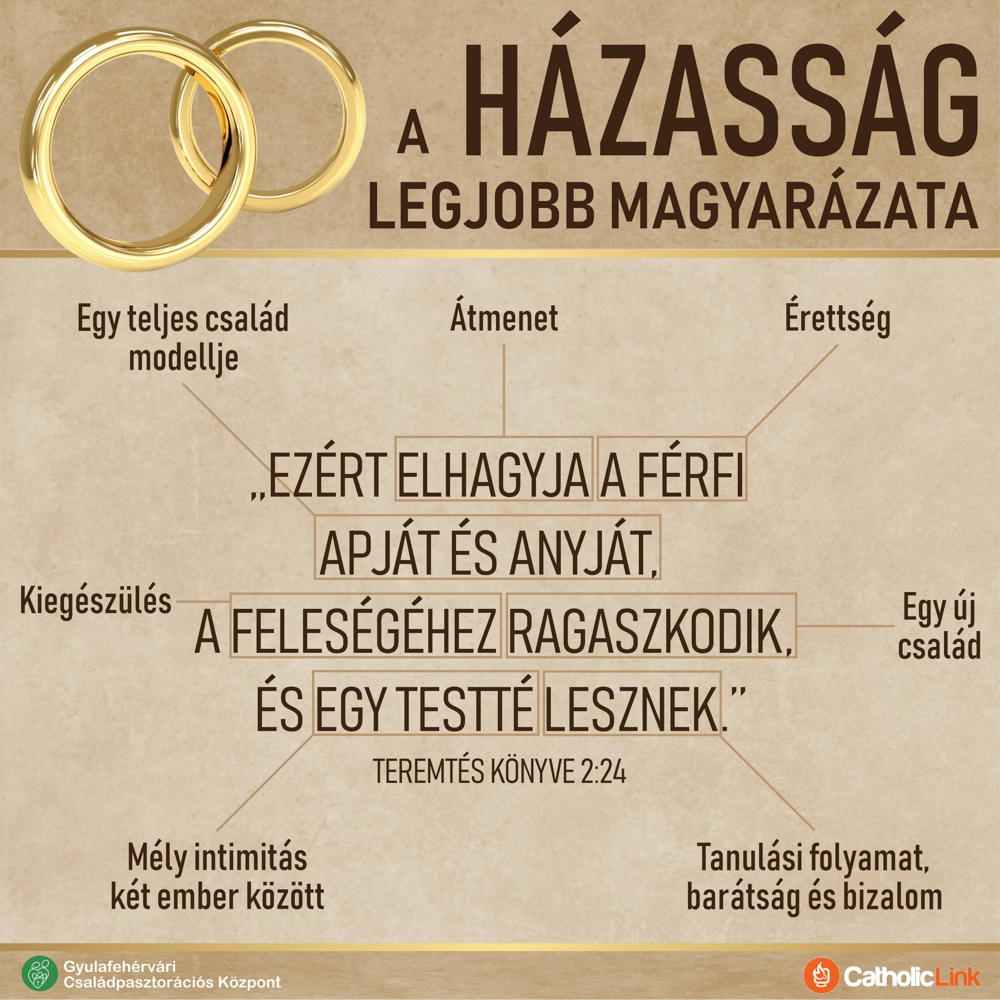 A HÁZASSÁG
LEGJOBB MAGYARÁZATA
Egy teljes család
modellje
Átmenet
Érettség
„EZÉRT ELHAGYJA A FÉRFI
APJÁT ÉS ANYJÁT,
Kiegészülés
A FELESÉGÉHEZ RAGASZKODIK,
Egy új
család
ÉS EGY TESTTÉ LESZNEK.”
TEREMTÉS KÖNYVE 2:24
Mély intimitás
két ember között
Tanulási folyamat,
barátság és bizalom
Gyulafehérvári
Családpasztorációs Központ
CatholicLink